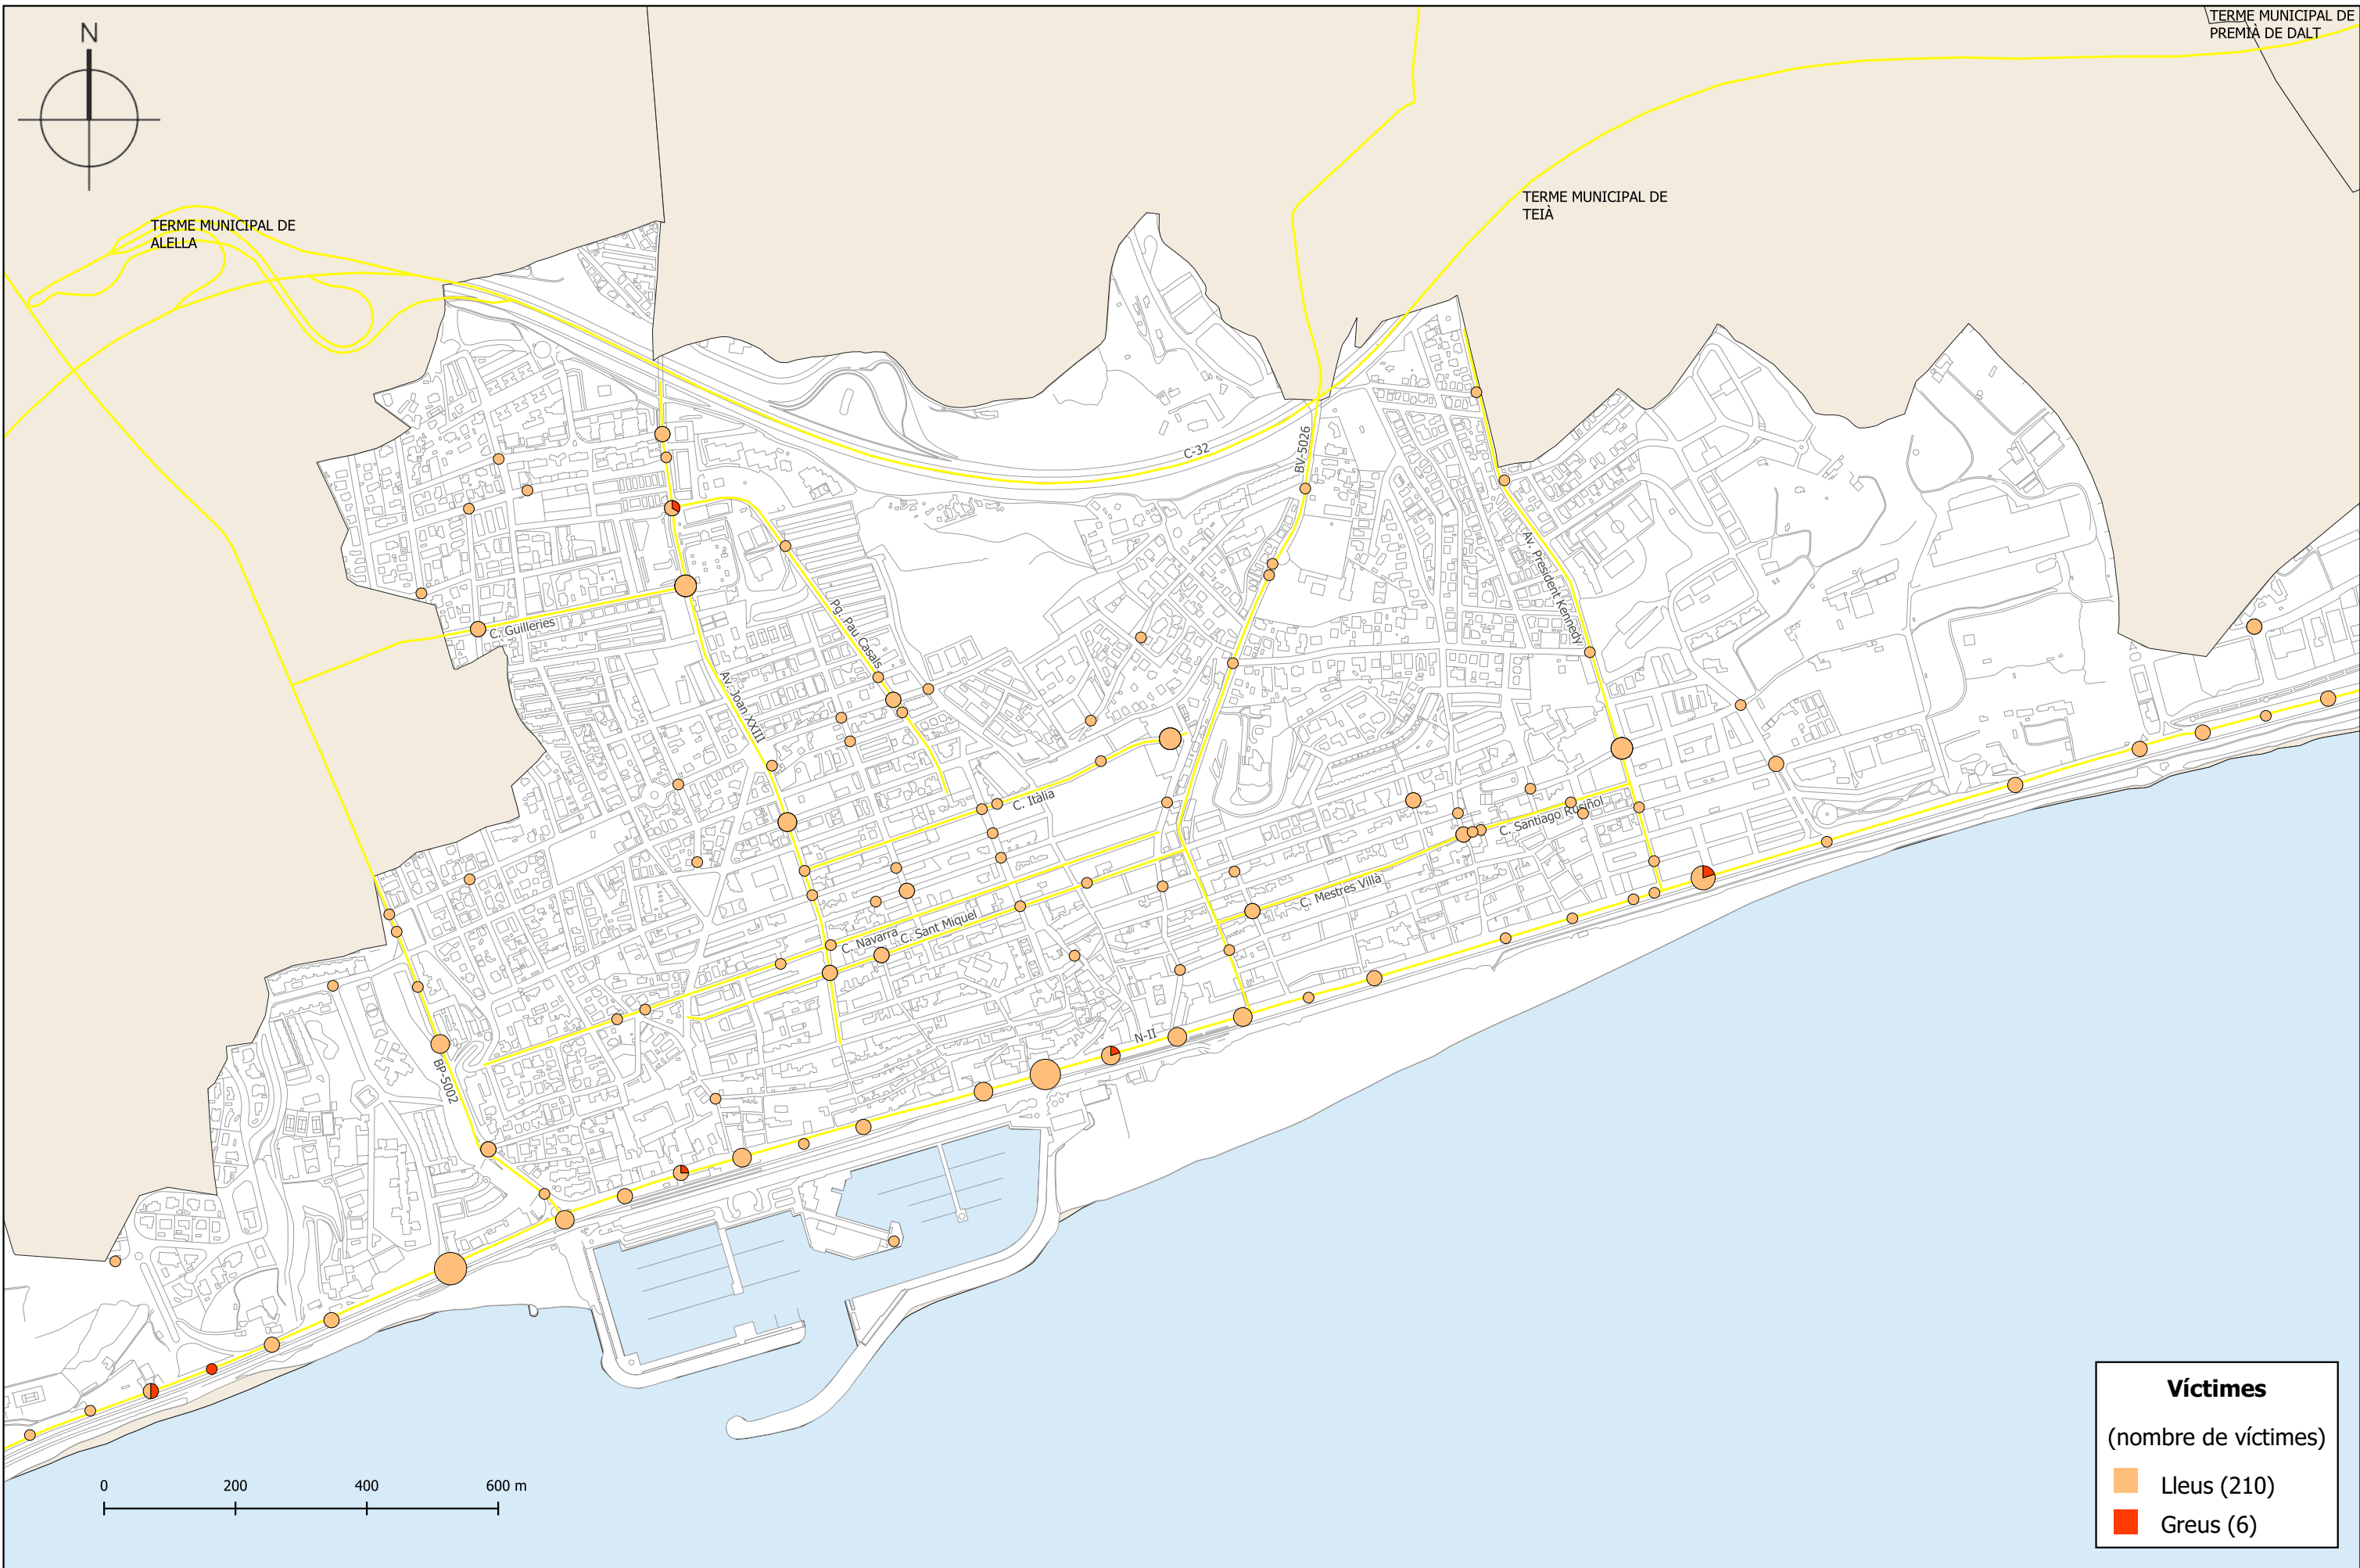 N
TERME MUNICIPAL DE
PREMIÀ DE DALT
TERME MUNICIPAL DE
TEIÀ
TERME MUNICIPAL DE
ALELLA
C-32
BV-5026
Av. President Kennedy
C. Guilleries
Pg. Pau Casals
Av. Joan XXIII
C. Itàlia
C. Santiago Rusiñol
C. Mestres Villà
C. Navarra
C. Sant Miquel
N-II
BP-5002
0 200 400 600 m
Víctimes
(nombre de víctimes)
Lleus (210)
Greus (6)